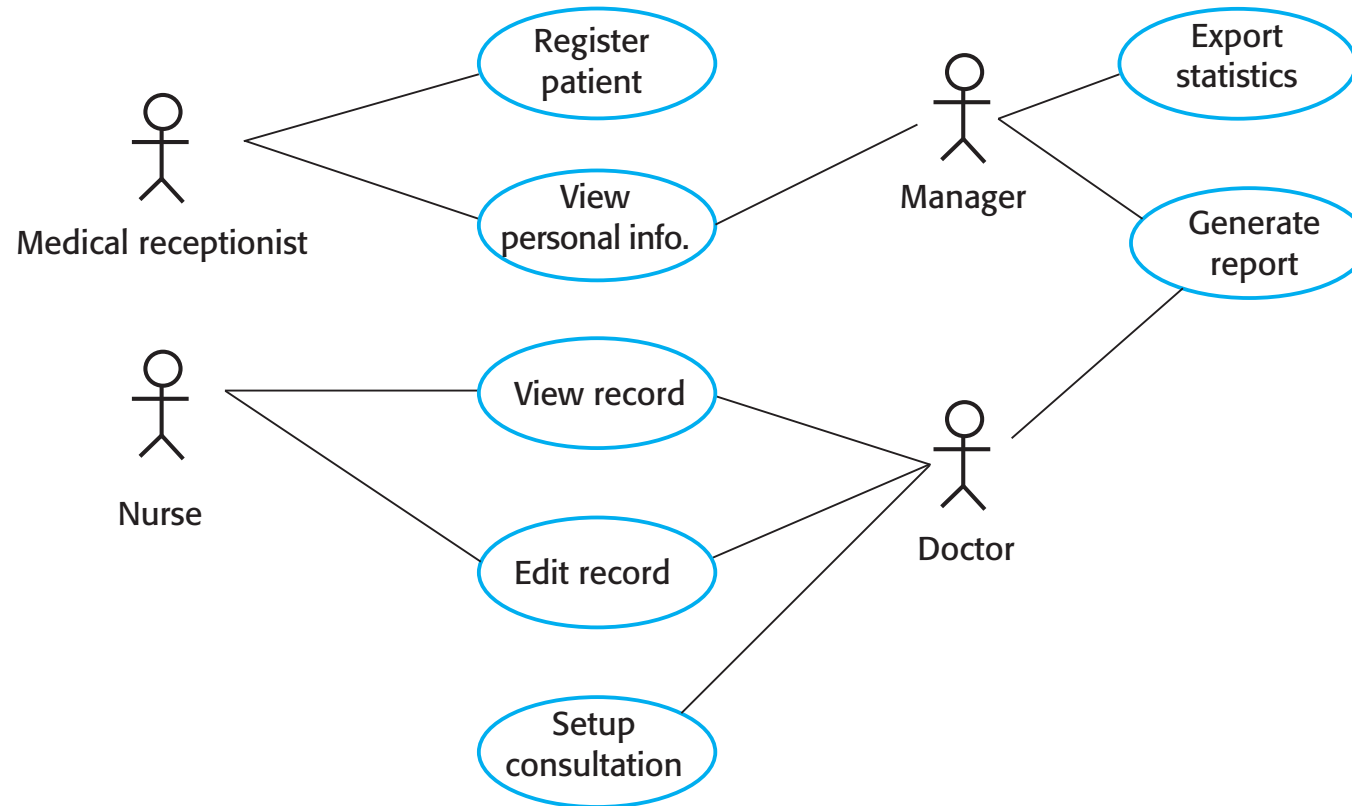 Register
patient
Export
statistics
View
personal info.
Manager
Medical receptionist
Generate
report
View record
Nurse
Edit record
Doctor
Setup
consultation